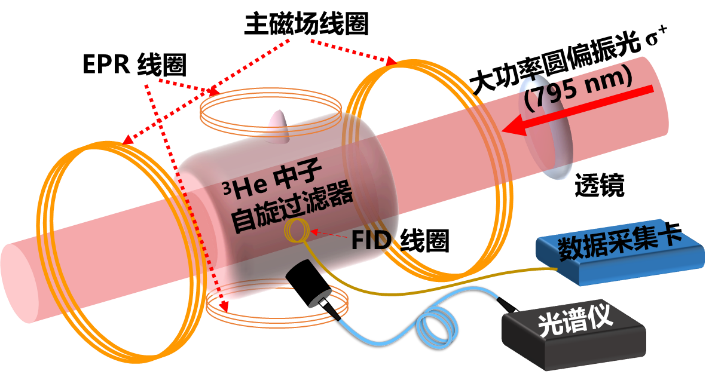 主磁场线圈
EPR 线圈
大功率圆偏振光 σ⁺
(795 nm)
³He 中子
自旋过滤器
透镜
FID 线圈
数据采集卡
光谱仪